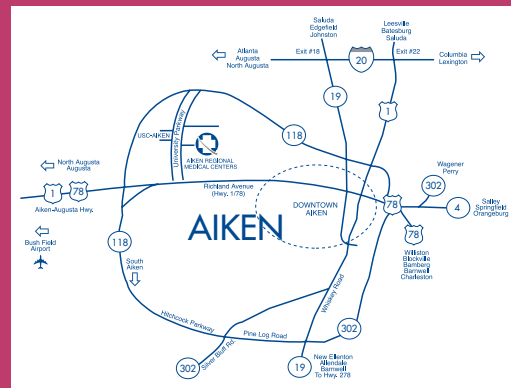 Saluda
Edgefield
Johnston
Leesville
Batesburg
Saluda
Atlanta
Augusta
North Augusta
Exit #18
20
Exit #22
Columbia
Lexington
19
1
118
University Parkway
USC-AIKEN
AIKEN REGIONAL
MEDICAL CENTERS
North Augusta
Augusta
1
78
Aiken-Augusta Hwy.
Richland Avenue
(Hwy. 1/78)
DOWNTOWN
AIKEN
Wagener
Perry
302
78
4
Salley
Springfield
Orangeburg
78
Williston
Blockville
Bamberg
Barnwell
Charleston
AIKEN
Bush Field
Airport
118
South
Aiken
Whiskey Road
Hitchcock Parkway
Pine Log Road
302
Silver Bluff Rd.
302
19
New Ellenton
Allendale
Barnwell
To Hwy. 278